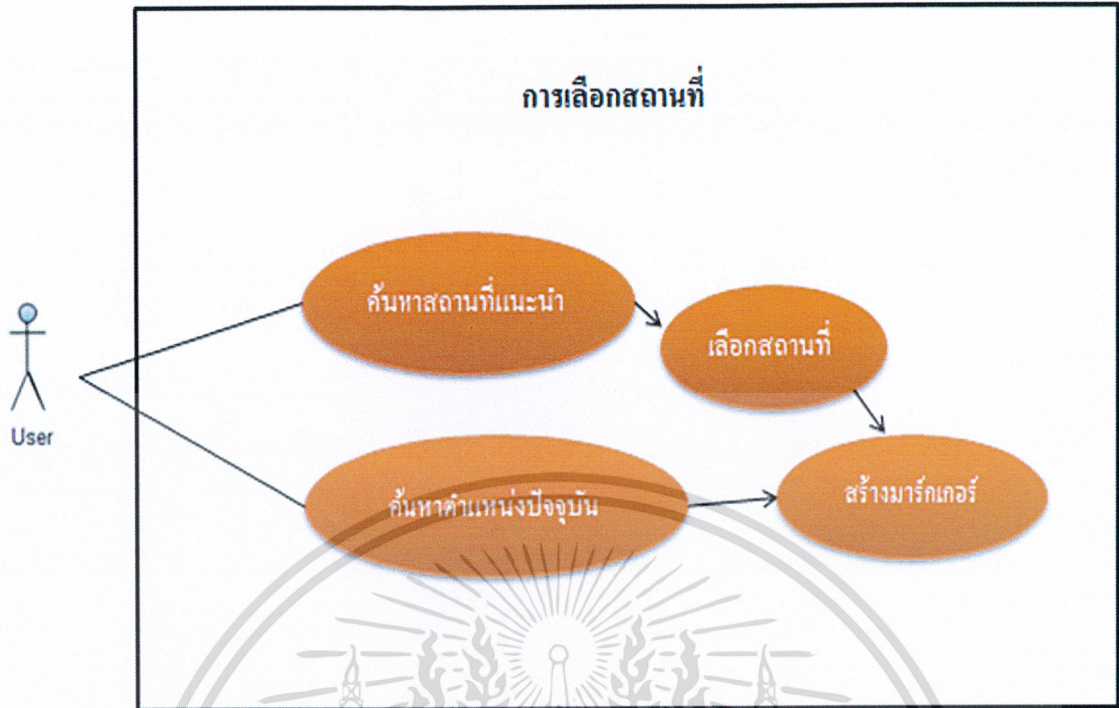 การเลือกสถานที่
ค้นหาสถานที่แนะนำ
เลือกสถานที่
User
ค้นหาตำแหน่งปัจจุบัน
สร้างมาร์กเกอร์